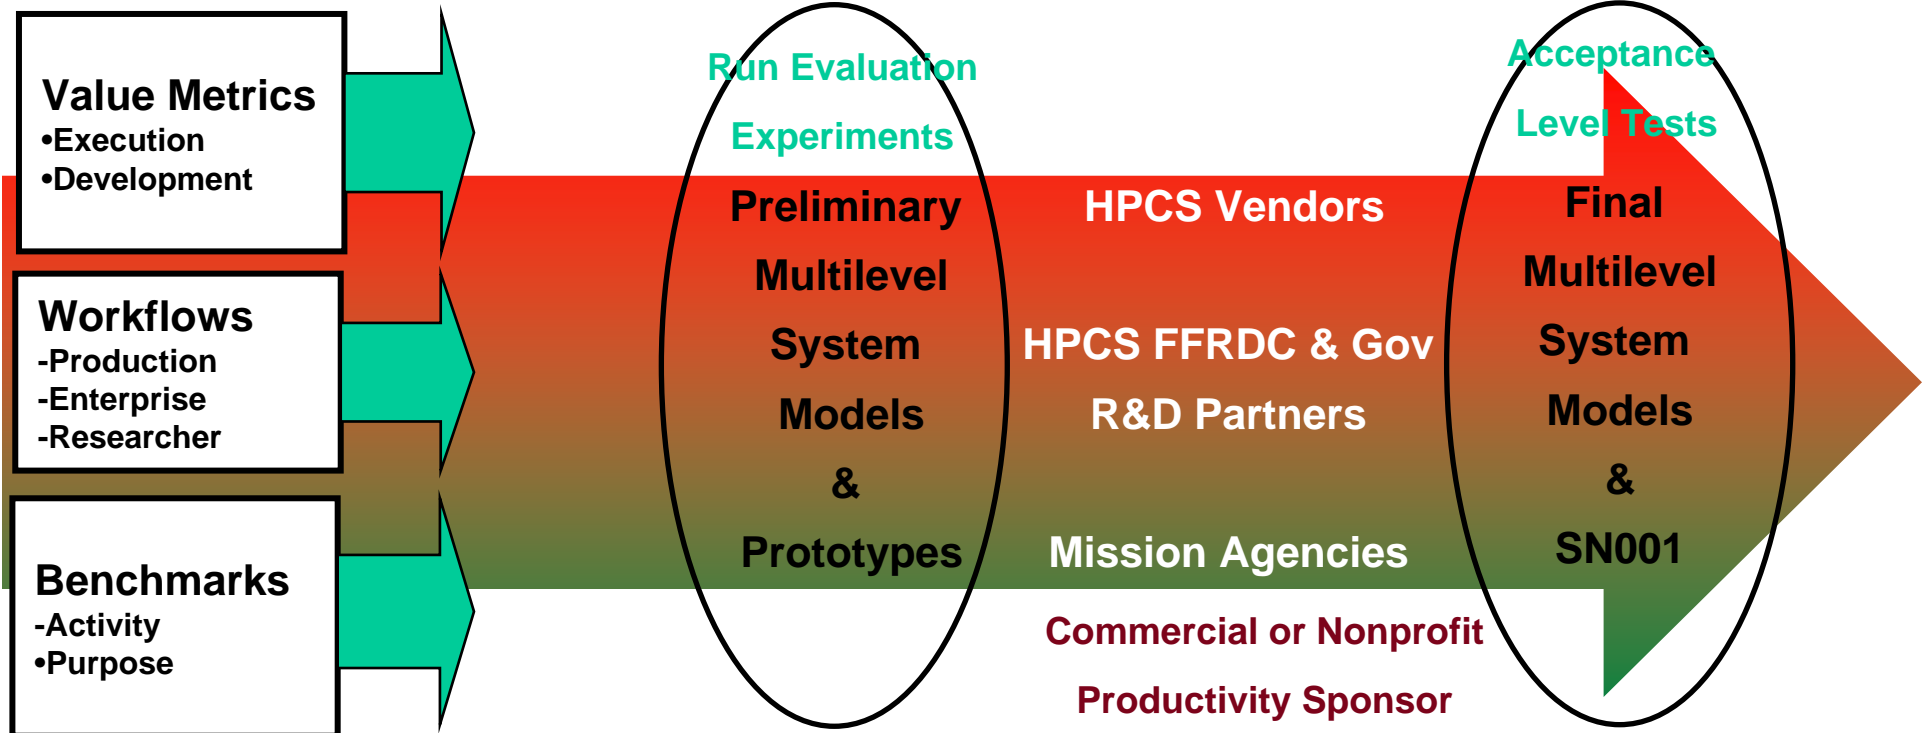 Value Metrics
•Execution
•Development
Workflows
-Production
-Enterprise
-Researcher
Benchmarks
-Activity
•Purpose
Run Evaluation
Experiments
Preliminary
Multilevel
System
Models
&
Prototypes
HPCS Vendors
HPCS FFRDC & Gov
R&D Partners
Mission Agencies
Commercial or Nonprofit
Productivity Sponsor
Acceptance
Level Tests
Final
Multilevel
System
Models
&
SN001